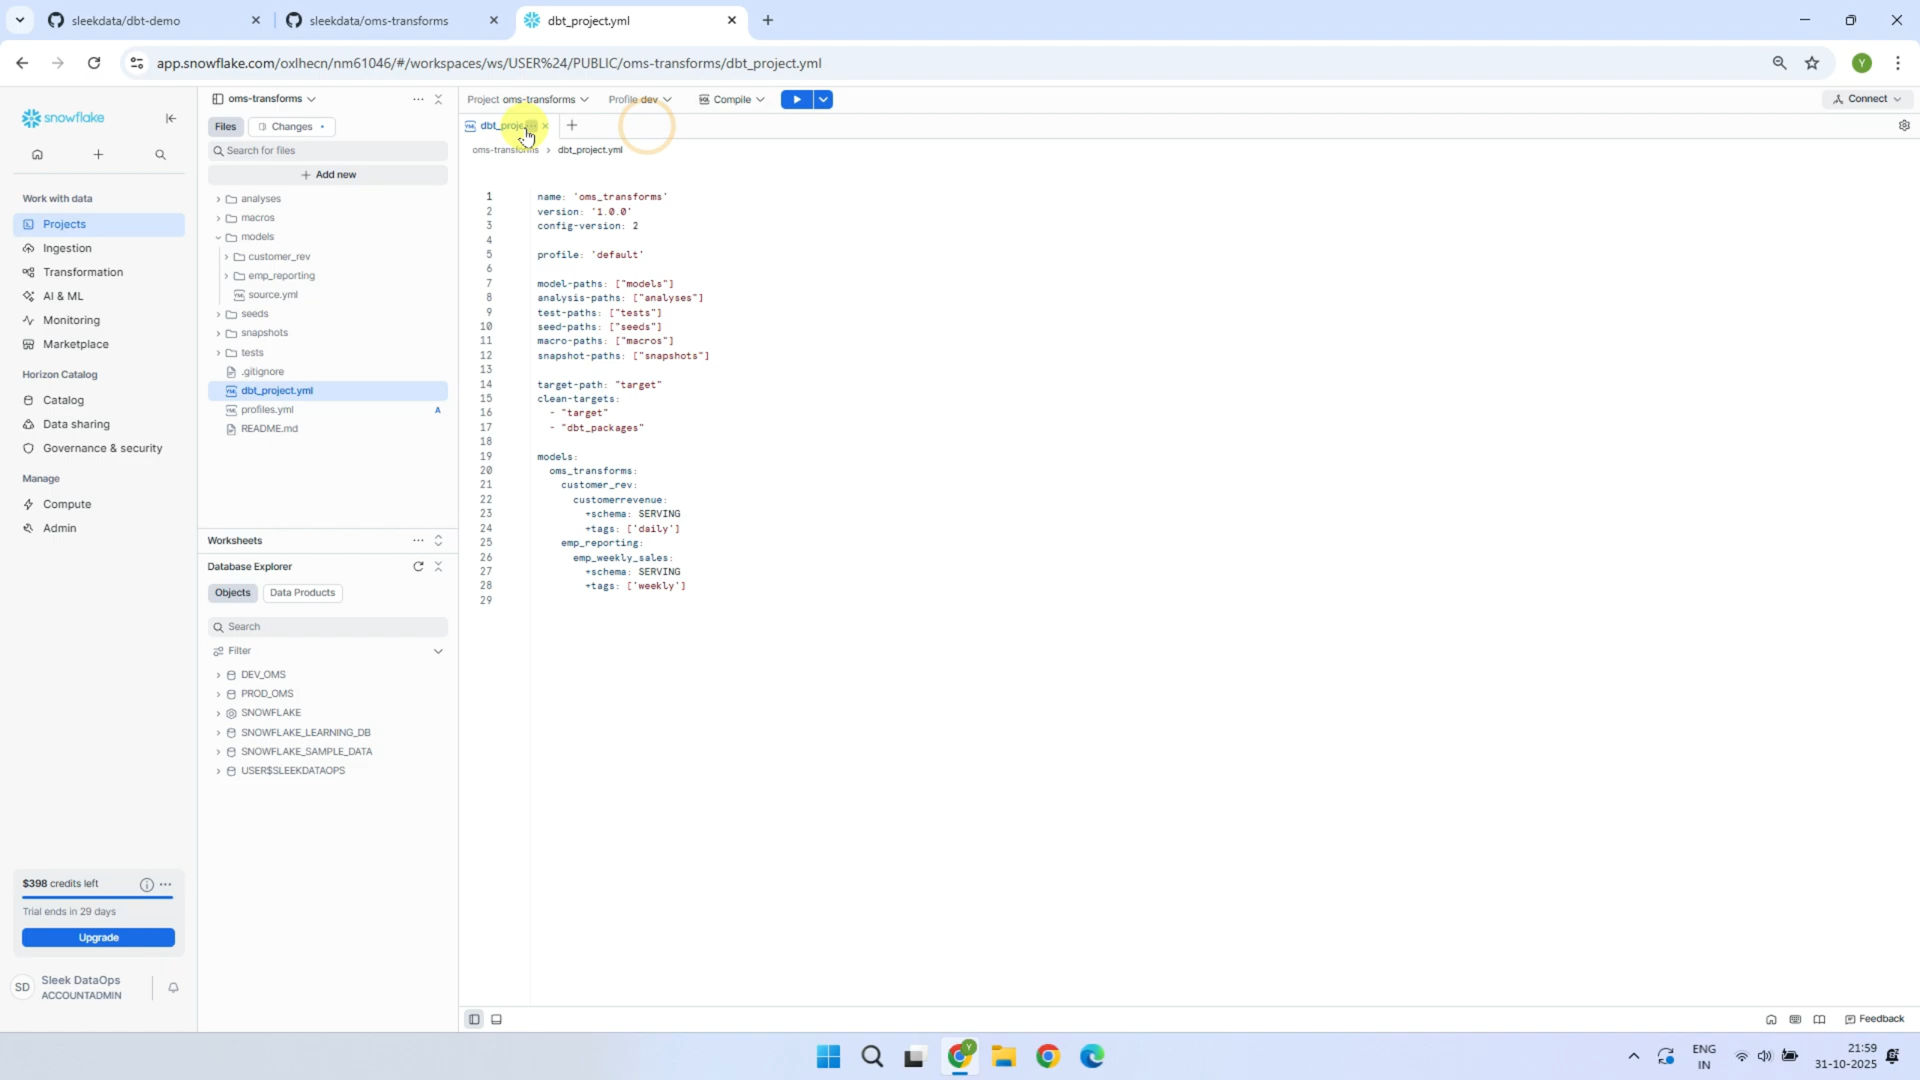 sleekdata/dbt-demo
sleekdata/oms-transforms
dbt_project.yml
app.snowflake.com/oxlhecn/nm61046/#/workspaces/ws/USER%24/PUBLIC/oms-transforms/dbt_project.yml
Y
snowflake
Work with data
Projects
Ingestion
Transformation
AI & ML
Monitoring
Marketplace
Horizon Catalog
Catalog
Data sharing
Governance & security
Manage
Compute
Admin
$398 credits left
Trial ends in 29 days
Upgrade
SD
Sleek DataOps
ACCOUNTADMIN
oms-transforms
Files
Changes
Search for files
Add new
analyses
macros
models
customer_rev
emp_reporting
source.yml
seeds
snapshots
tests
.gitignore
dbt_project.yml
profiles.yml A
README.md
Worksheets
Database Explorer
Objects
Data Products
Search
Filter
DEV_OMS
PROD_OMS
SNOWFLAKE
SNOWFLAKE_LEARNING_DB
SNOWFLAKE_SAMPLE_DATA
USER$SLEEKDATAOPS
Project oms-transforms
Profile dev
Compile
Connect
oms-transforms > dbt_project.yml
1 name: 'oms_transforms'
2 version: '1.0.0'
3 config-version: 2
4
5 profile: 'default'
6
7 model-paths: ["models"]
8 analysis-paths: ["analyses"]
9 test-paths: ["tests"]
10 seed-paths: ["seeds"]
11 macro-paths: ["macros"]
12 snapshot-paths: ["snapshots"]
13
14 target-path: "target"
15 clean-targets:
16 - "target"
17 - "dbt_packages"
18
19 models:
20 oms_transforms:
21 customer_rev:
22 customerrevenue:
23 +schema: SERVING
24 +tags: ['daily']
25 emp_reporting:
26 emp_weekly_sales:
27 +schema: SERVING
28 +tags: ['weekly']
29
Feedback
ENG
IN
21:59
31-10-2025